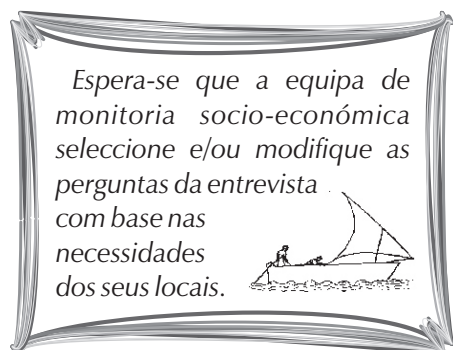 Espera-se que a equipa de
monitoria socio-económica
seleccione e/ou modifique as
perguntas da entrevista
com base nas
necessidades
dos seus locais.